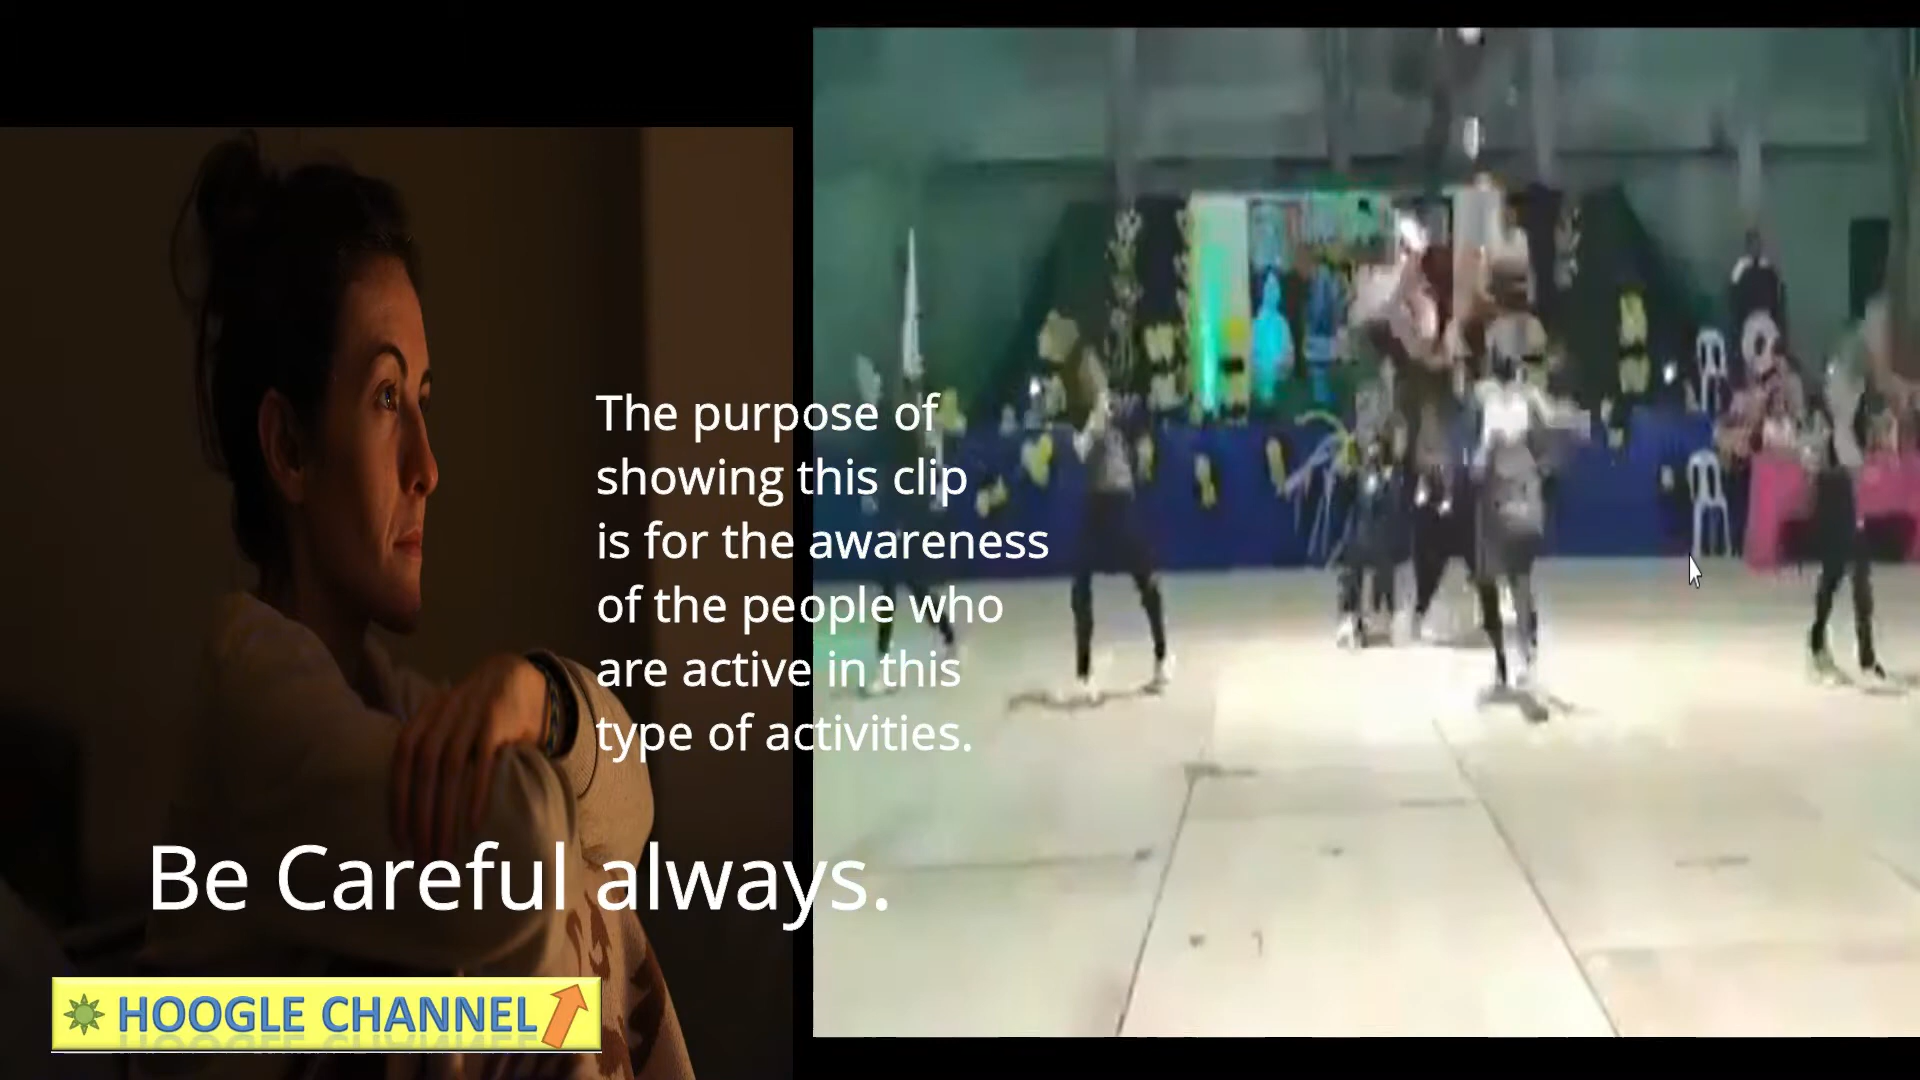 The purpose of
showing this clip
is for the awareness
of the people who
are active in this
type of activities.
Be Careful always.
HOOGLE CHANNEL